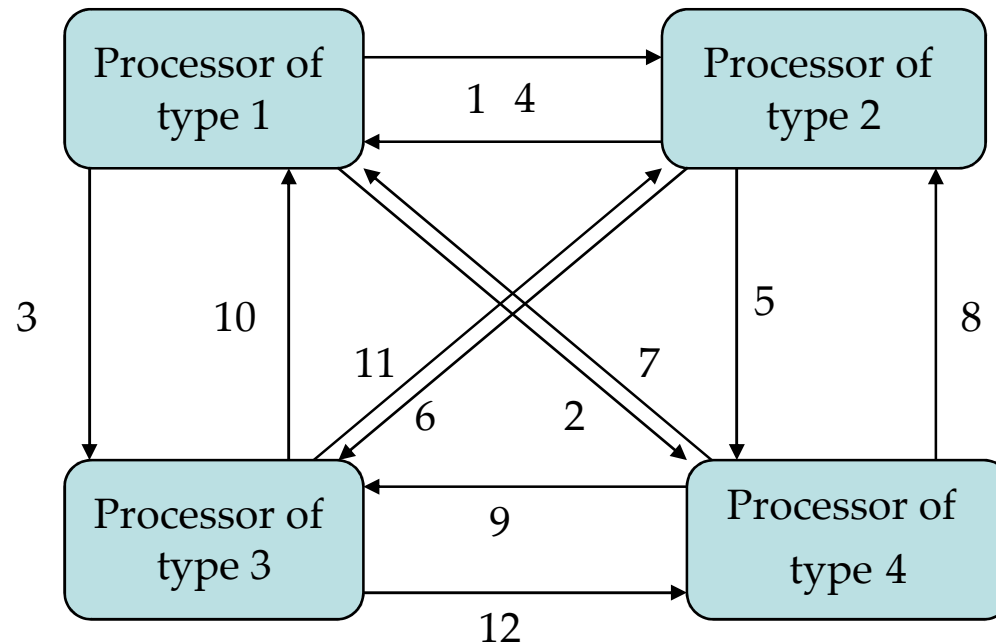 Processor of
type 1
Processor of
type 2
1 4
3
10
5
8
11
7
6
2
Processor of
type 3
Processor of
type 4
9
12